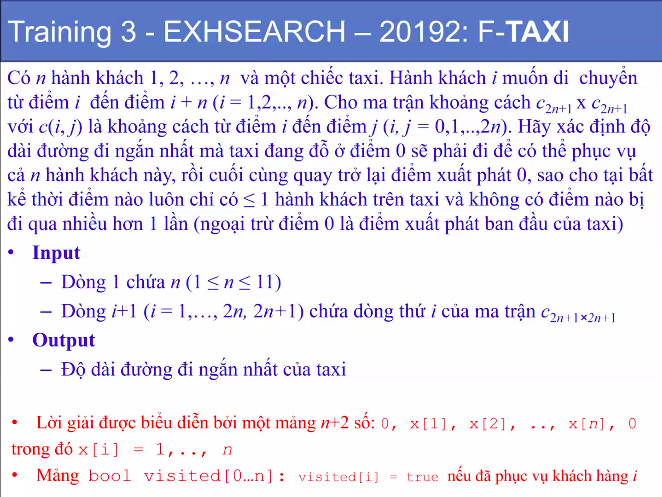 Training 3 - EXHSEARCH – 20192: F-TAXI
Có n hành khách 1, 2, …, n và một chiếc taxi. Hành khách i muốn di chuyển
từ điểm i đến điểm i + n (i = 1,2,.., n). Cho ma trận khoảng cách c2n+1 x c2n+1
với c(i, j) là khoảng cách từ điểm i đến điểm j (i, j = 0,1,..,2n). Hãy xác định độ
dài đường đi ngắn nhất mà taxi đang đỗ ở điểm 0 sẽ phải đi để có thể phục vụ
cả n hành khách này, rồi cuối cùng quay trở lại điểm xuất phát 0, sao cho tại bất
kể thời điểm nào luôn chỉ có ≤ 1 hành khách trên taxi và không có điểm nào bị
đi qua nhiều hơn 1 lần (ngoại trừ điểm 0 là điểm xuất phát ban đầu của taxi)
• Input
– Dòng 1 chứa n (1 ≤ n ≤ 11)
– Dòng i+1 (i = 1,…, 2n, 2n+1) chứa dòng thứ i của ma trận c2n+1×2n+1
• Output
– Độ dài đường đi ngắn nhất của taxi
• Lời giải được biểu diễn bởi một mảng n+2 số: 0, x[1], x[2], .., x[n], 0
trong đó x[i] = 1,.., n
• Mảng bool visited[0…n]: visited[i] = true nếu đã phục vụ khách hàng i